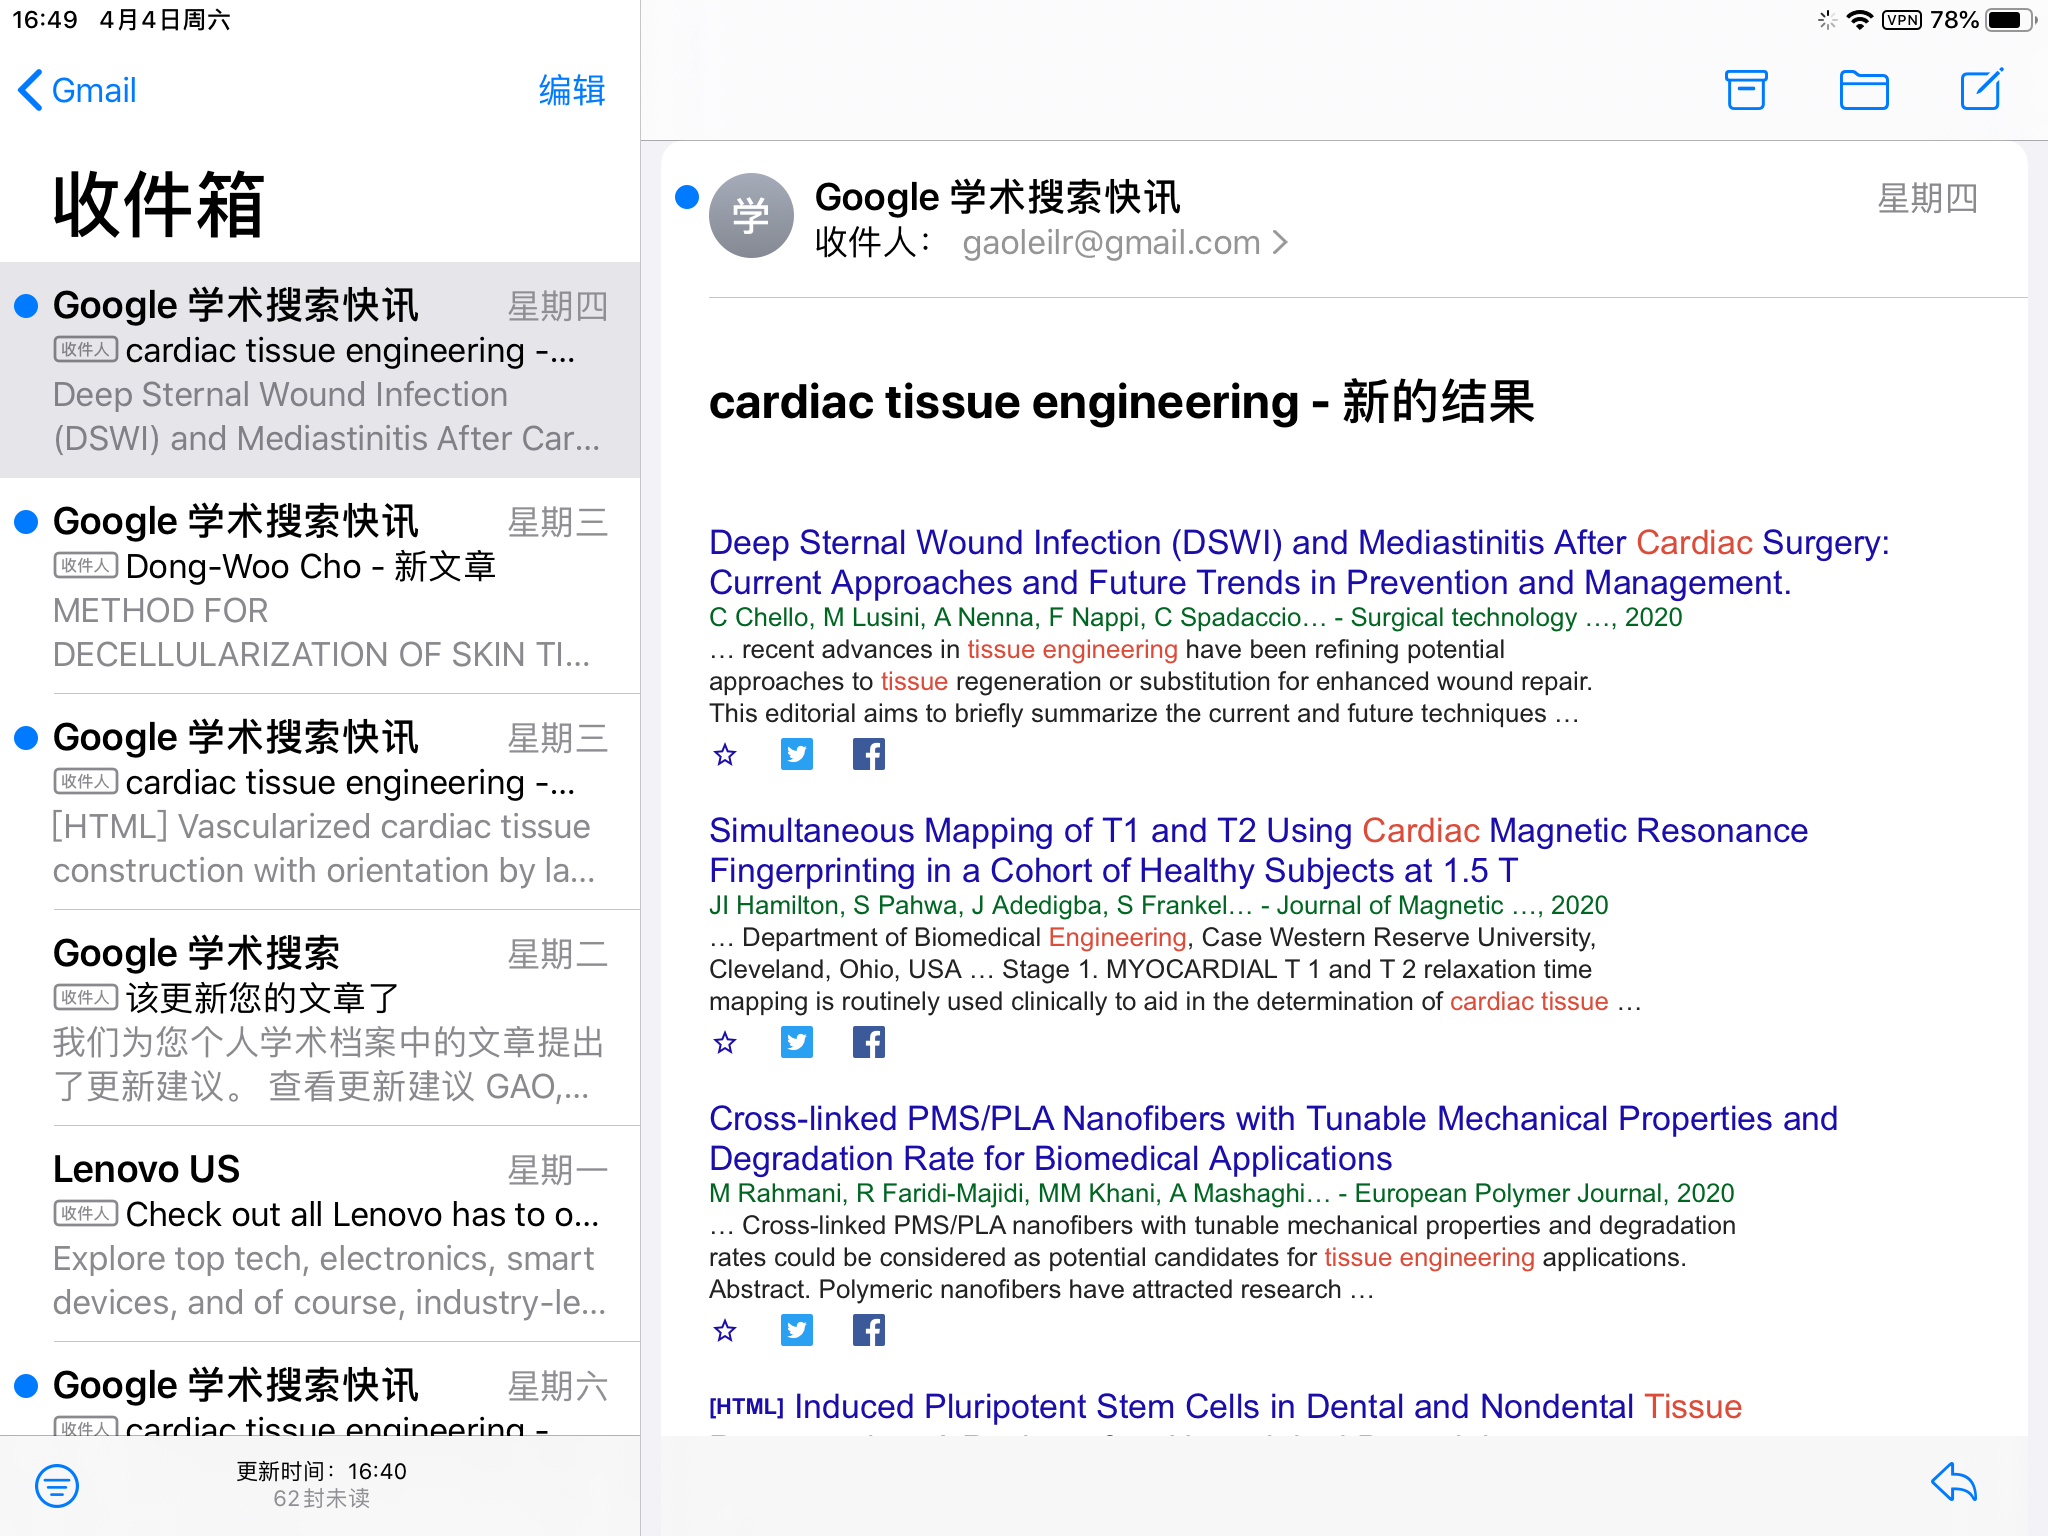 16:49 4月4日周六
VPN 78%
Gmail
编辑
收件箱
Google 学术搜索快讯 星期四
收件人 cardiac tissue engineering -...
Deep Sternal Wound Infection
(DSWI) and Mediastinitis After Car...
Google 学术搜索快讯 星期三
收件人 Dong-Woo Cho - 新文章
METHOD FOR
DECELLULARIZATION OF SKIN TI...
Google 学术搜索快讯 星期三
收件人 cardiac tissue engineering -...
[HTML] Vascularized cardiac tissue
construction with orientation by la...
Google 学术搜索 星期二
收件人 该更新您的文章了
我们为您个人学术档案中的文章提出
了更新建议。 查看更新建议 GAO,...
Lenovo US 星期一
收件人 Check out all Lenovo has to o...
Explore top tech, electronics, smart
devices, and of course, industry-le...
Google 学术搜索快讯 星期六
收件人 cardiac tissue engineering -
更新时间：16:40
62封未读
学
Google 学术搜索快讯 星期四
收件人： gaoleilr@gmail.com
cardiac tissue engineering - 新的结果
Deep Sternal Wound Infection (DSWI) and Mediastinitis After Cardiac Surgery:
Current Approaches and Future Trends in Prevention and Management.
C Chello, M Lusini, A Nenna, F Nappi, C Spadaccio… - Surgical technology …, 2020
… recent advances in tissue engineering have been refining potential
approaches to tissue regeneration or substitution for enhanced wound repair.
This editorial aims to briefly summarize the current and future techniques …
Simultaneous Mapping of T1 and T2 Using Cardiac Magnetic Resonance
Fingerprinting in a Cohort of Healthy Subjects at 1.5 T
JI Hamilton, S Pahwa, J Adedigba, S Frankel… - Journal of Magnetic …, 2020
… Department of Biomedical Engineering, Case Western Reserve University,
Cleveland, Ohio, USA … Stage 1. MYOCARDIAL T 1 and T 2 relaxation time
mapping is routinely used clinically to aid in the determination of cardiac tissue …
Cross-linked PMS/PLA Nanofibers with Tunable Mechanical Properties and
Degradation Rate for Biomedical Applications
M Rahmani, R Faridi-Majidi, MM Khani, A Mashaghi… - European Polymer Journal, 2020
… Cross-linked PMS/PLA nanofibers with tunable mechanical properties and degradation
rates could be considered as potential candidates for tissue engineering applications.
Abstract. Polymeric nanofibers have attracted research …
[HTML] Induced Pluripotent Stem Cells in Dental and Nondental Tissue